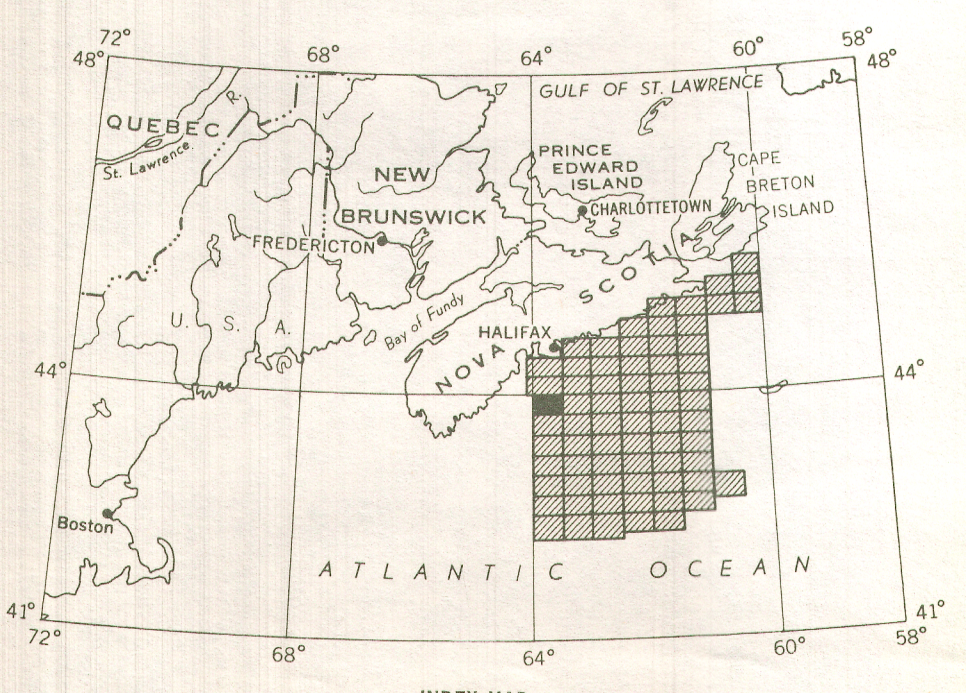 72° 68° 64° 60° 58°
48° 48°
GULF OF ST. LAWRENCE
R.
QUEBEC
St. Lawrence
PRINCE
EDWARD
ISLAND
CAPE
BRETON
ISLAND
NEW
BRUNSWICK
CHARLOTTETOWN
FREDERICTON
NOVA SCOTIA
Bay of Fundy
U. S. A.
HALIFAX
44° 44°
Boston
ATLANTIC OCEAN
41° 41°
72° 68° 64° 60° 58°
INDEX MAP